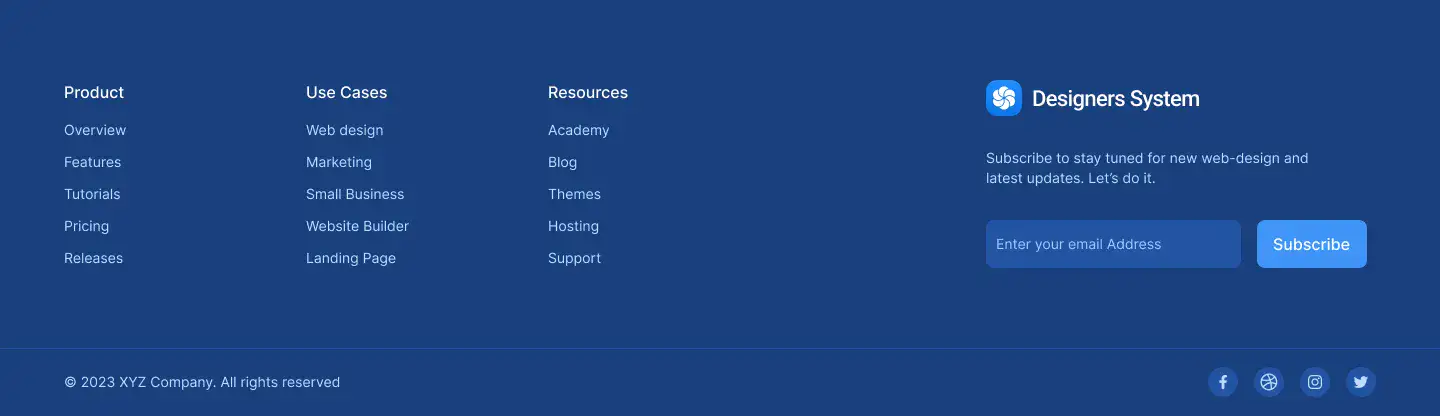 Product
Overview
Features
Tutorials
Pricing
Releases
Use Cases
Web design
Marketing
Small Business
Website Builder
Landing Page
Resources
Academy
Blog
Themes
Hosting
Support
Designers System
Subscribe to stay tuned for new web-design and
latest updates. Let’s do it.
Enter your email Address
Subscribe
© 2023 XYZ Company. All rights reserved